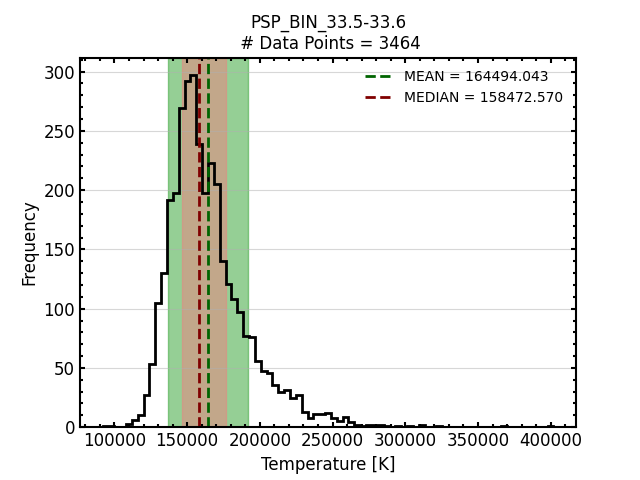 PSP_BIN_33.5-33.6
# Data Points = 3464
MEAN = 164494.043
MEDIAN = 158472.570
Frequency
300
250
200
150
100
50
0
100000 150000 200000 250000 300000 350000 400000
Temperature [K]